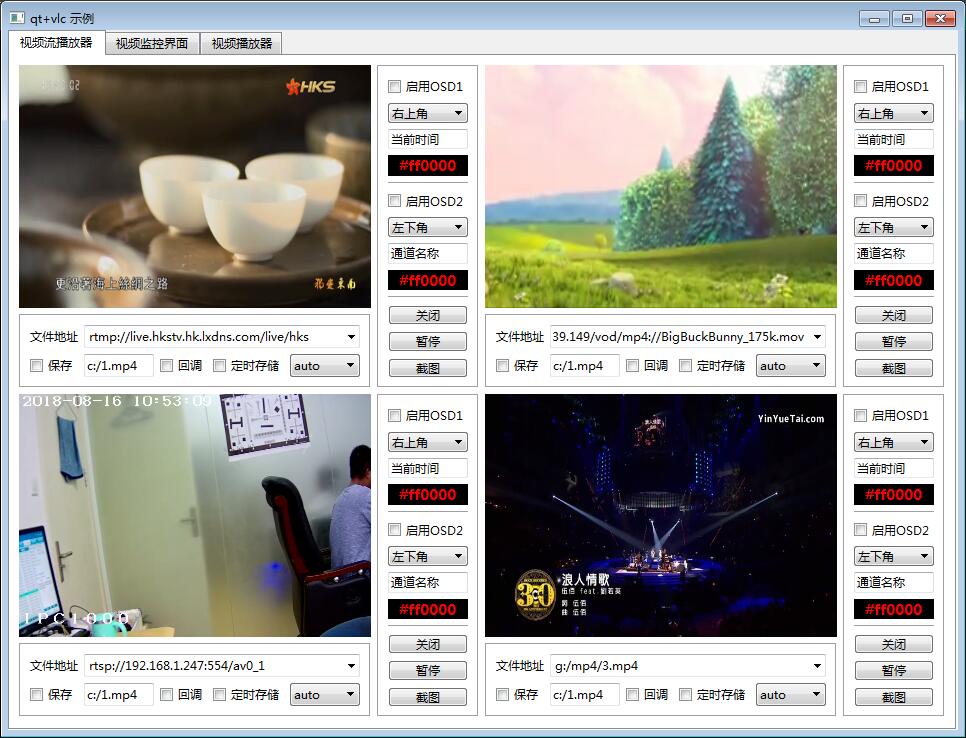 qt+vlc 示例
视频流播放器 视频监控界面 视频播放器
HKS
更沿著海上絲綢之路
启用OSD1
右上角
当前时间
#ff0000
启用OSD2
左下角
通道名称
#ff0000
关闭
暂停
截图
文件地址 rtmp://live.hkstv.hk.lxdns.com/live/hks
保存 c:/1.mp4 回调 定时存储 auto
启用OSD1
右上角
当前时间
#ff0000
启用OSD2
左下角
通道名称
#ff0000
关闭
暂停
截图
文件地址 39.149/vod/mp4://BigBuckBunny_175k.mov
保存 c:/1.mp4 回调 定时存储 auto
2018-08-16 10:53:09
IPC1000
启用OSD1
右上角
当前时间
#ff0000
启用OSD2
左下角
通道名称
#ff0000
关闭
暂停
截图
文件地址 rtsp://192.168.1.247:554/av0_1
保存 c:/1.mp4 回调 定时存储 auto
YinYueTai.com
浪人情歌
伍佰 feat.劉若英
詞 伍佰
曲 伍佰
启用OSD1
右上角
当前时间
#ff0000
启用OSD2
左下角
通道名称
#ff0000
关闭
暂停
截图
文件地址 g:/mp4/3.mp4
保存 c:/1.mp4 回调 定时存储 auto